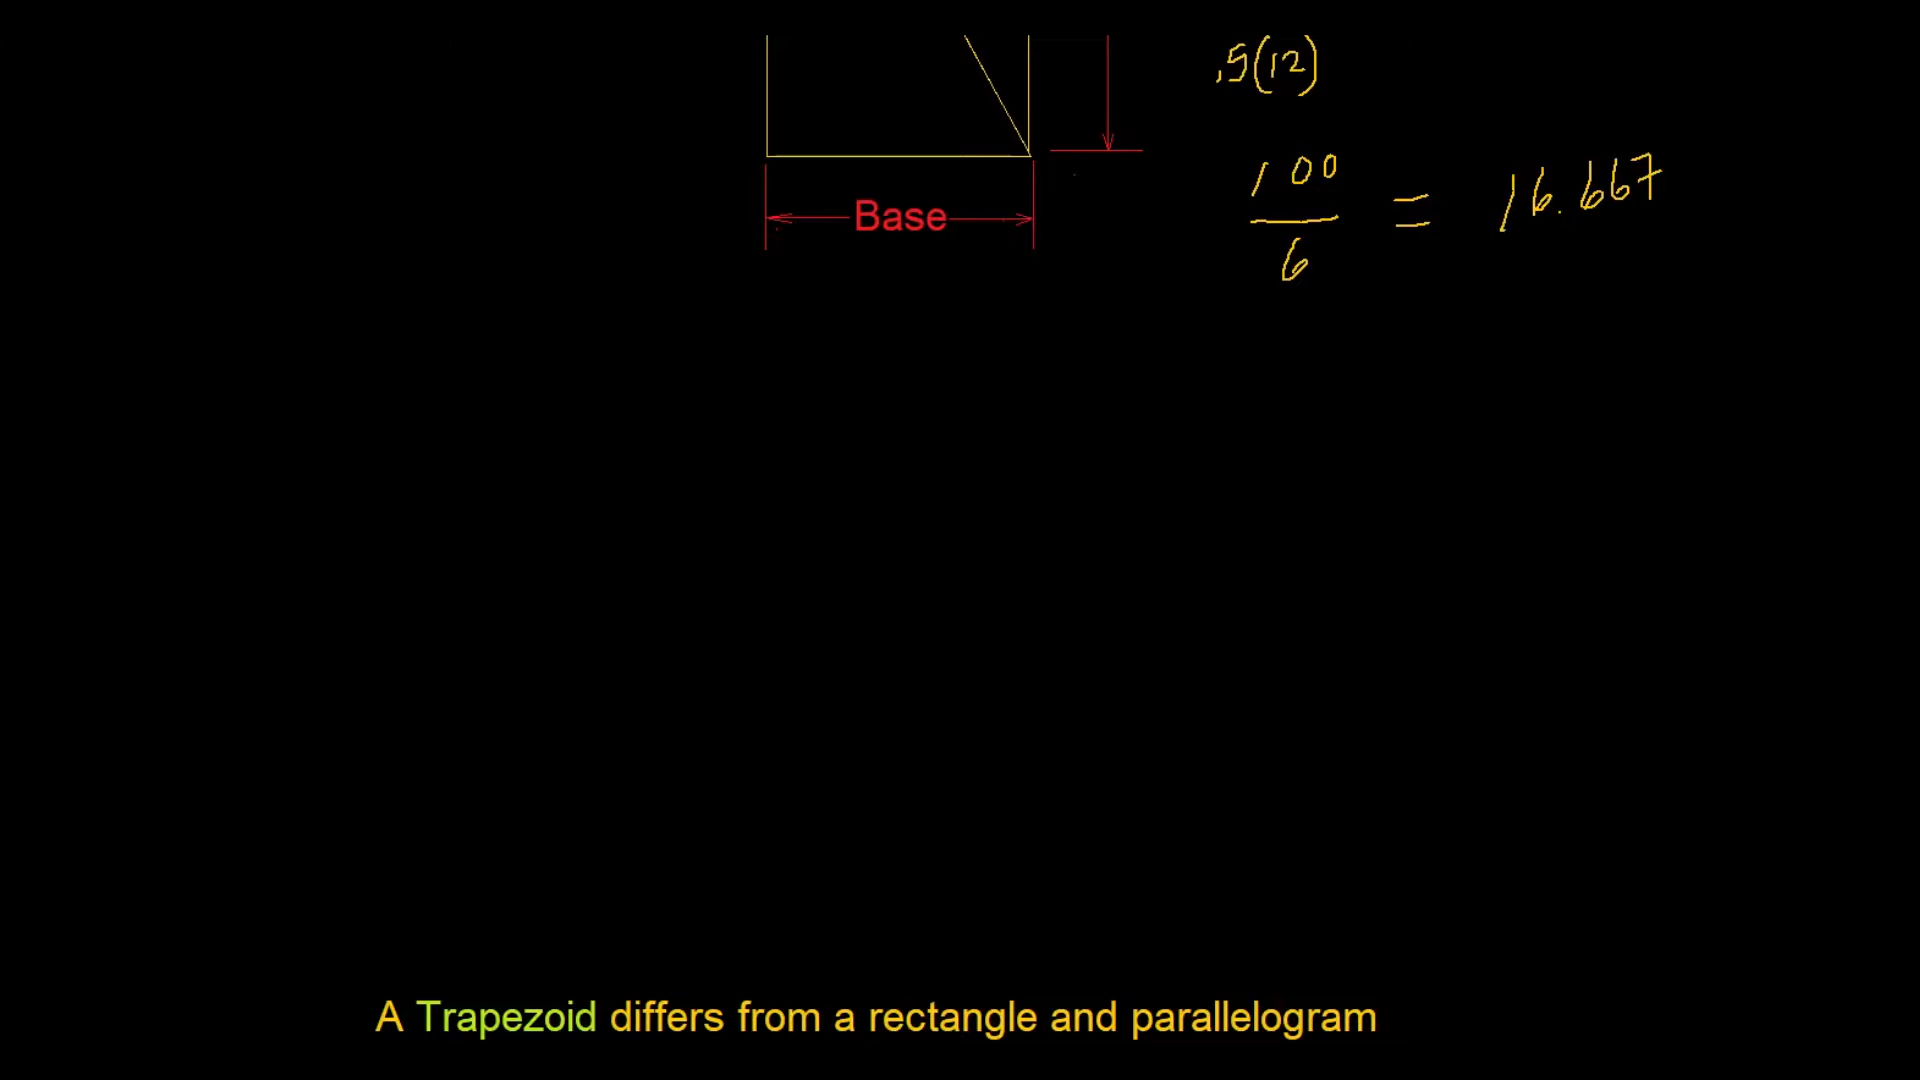 .5(12)
100
6
= 16.667
Base
A Trapezoid differs from a rectangle and parallelogram